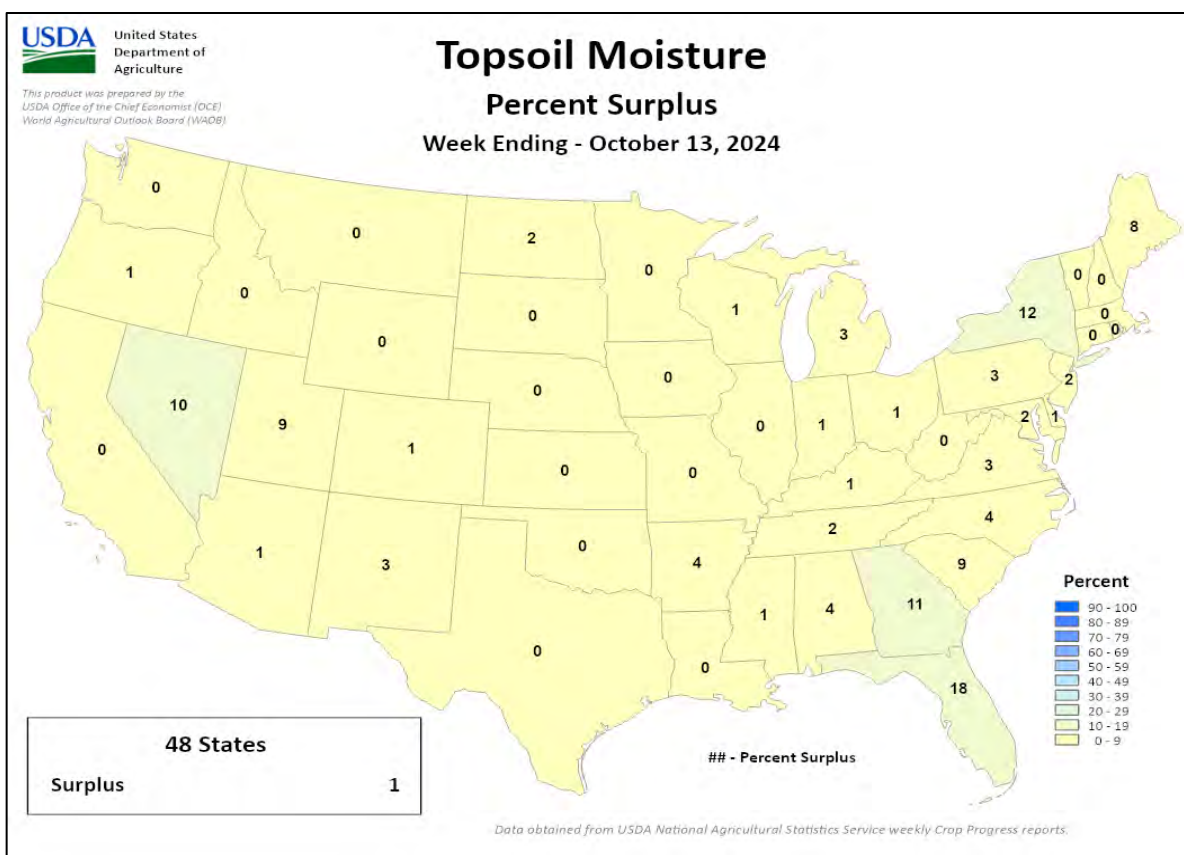 USDA
United States
Department of
Agriculture
This product was prepared by the
USDA Office of the Chief Economist (OCE)
World Agricultural Outlook Board (WAOB)
Topsoil Moisture
Percent Surplus
Week Ending - October 13, 2024
0
0
2
0
8
1
0
0
1
0
0
0
12
0
3
0
0
0
0
0
3
2
10
9
1
0
0
1
1
0
2
1
0
0
0
1
3
1
3
0
4
2
4
9
0
1
4
11
0
18
Percent
90 - 100
80 - 89
70 - 79
60 - 69
50 - 59
40 - 49
30 - 39
20 - 29
10 - 19
0 - 9
48 States
Surplus 1
## - Percent Surplus
Data obtained from USDA National Agricultural Statistics Service weekly Crop Progress reports.